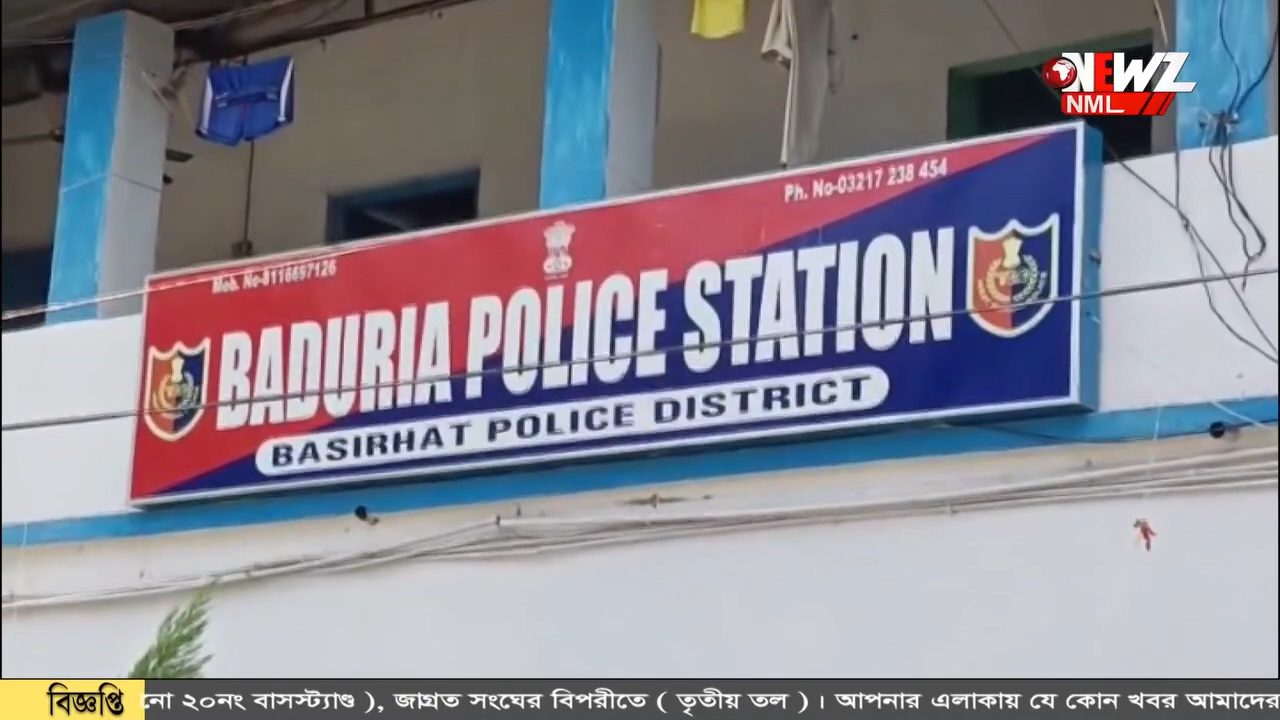 NEWZ
NML
Ph. No-03217 238 454
Mob. No-8116697126
BADURIA POLICE STATION
BASIRHAT POLICE DISTRICT
বিজ্ঞপ্তি
নো ২০নং বাসস্ট্যাণ্ড ), জাগ্রত সংঘের বিপরীতে ( তৃতীয় তল ) । আপনার এলাকায় যে কোন খবর আমাদের